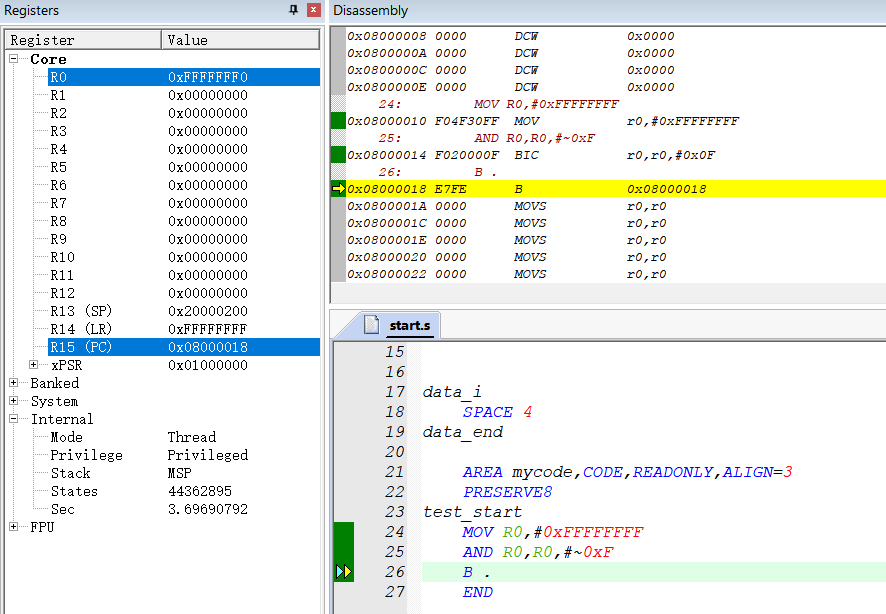 Registers
Register Value
Core
R0 0xFFFFFFF0
R1 0x00000000
R2 0x00000000
R3 0x00000000
R4 0x00000000
R5 0x00000000
R6 0x00000000
R7 0x00000000
R8 0x00000000
R9 0x00000000
R10 0x00000000
R11 0x00000000
R12 0x00000000
R13 (SP) 0x20000200
R14 (LR) 0xFFFFFFFF
R15 (PC) 0x08000018
xPSR 0x01000000
Banked
System
Internal
Mode Thread
Privilege Privileged
Stack MSP
States 44362895
Sec 3.69690792
FPU
Disassembly
0x08000008 0000 DCW 0x0000
0x0800000A 0000 DCW 0x0000
0x0800000C 0000 DCW 0x0000
0x0800000E 0000 DCW 0x0000
24: MOV R0,#0xFFFFFFFF
0x08000010 F04F30FF MOV r0,#0xFFFFFFFF
25: AND R0,R0,#~0xF
0x08000014 F020000F BIC r0,r0,#0x0F
26: B .
0x08000018 E7FE B 0x08000018
0x0800001A 0000 MOVS r0,r0
0x0800001C 0000 MOVS r0,r0
0x0800001E 0000 MOVS r0,r0
0x08000020 0000 MOVS r0,r0
0x08000022 0000 MOVS r0,r0
start.s
15
16
17 data_i
18 SPACE 4
19 data_end
20
21 AREA mycode,CODE,READONLY,ALIGN=3
22 PRESERVE8
23 test_start
24 MOV R0,#0xFFFFFFFF
25 AND R0,R0,#~0xF
26 B .
27 END